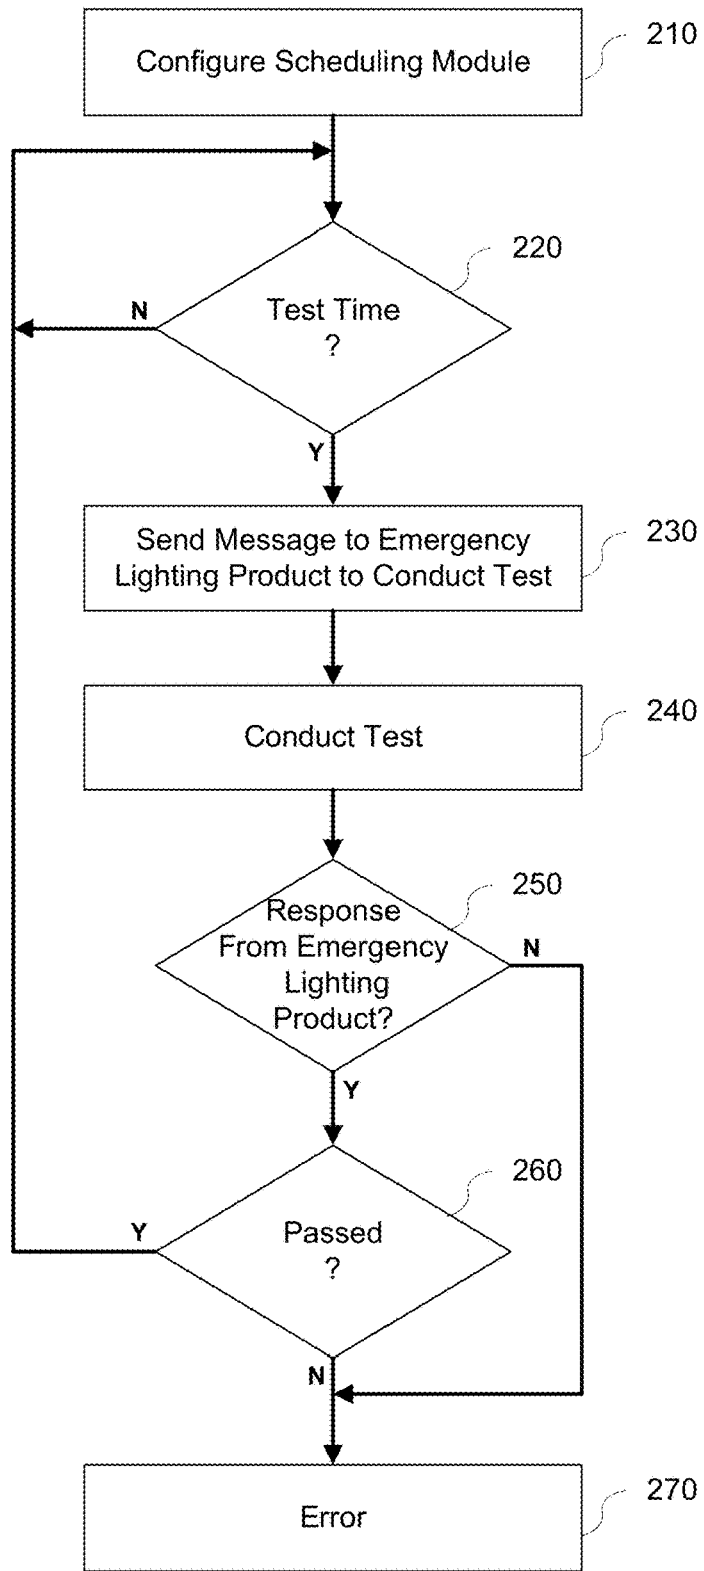 210
Configure Scheduling Module
220
Test Time
?
N
Y
230
Send Message to Emergency
Lighting Product to Conduct Test
240
Conduct Test
250
Response
From Emergency
Lighting
Product?
N
Y
260
Passed
?
Y
N
270
Error